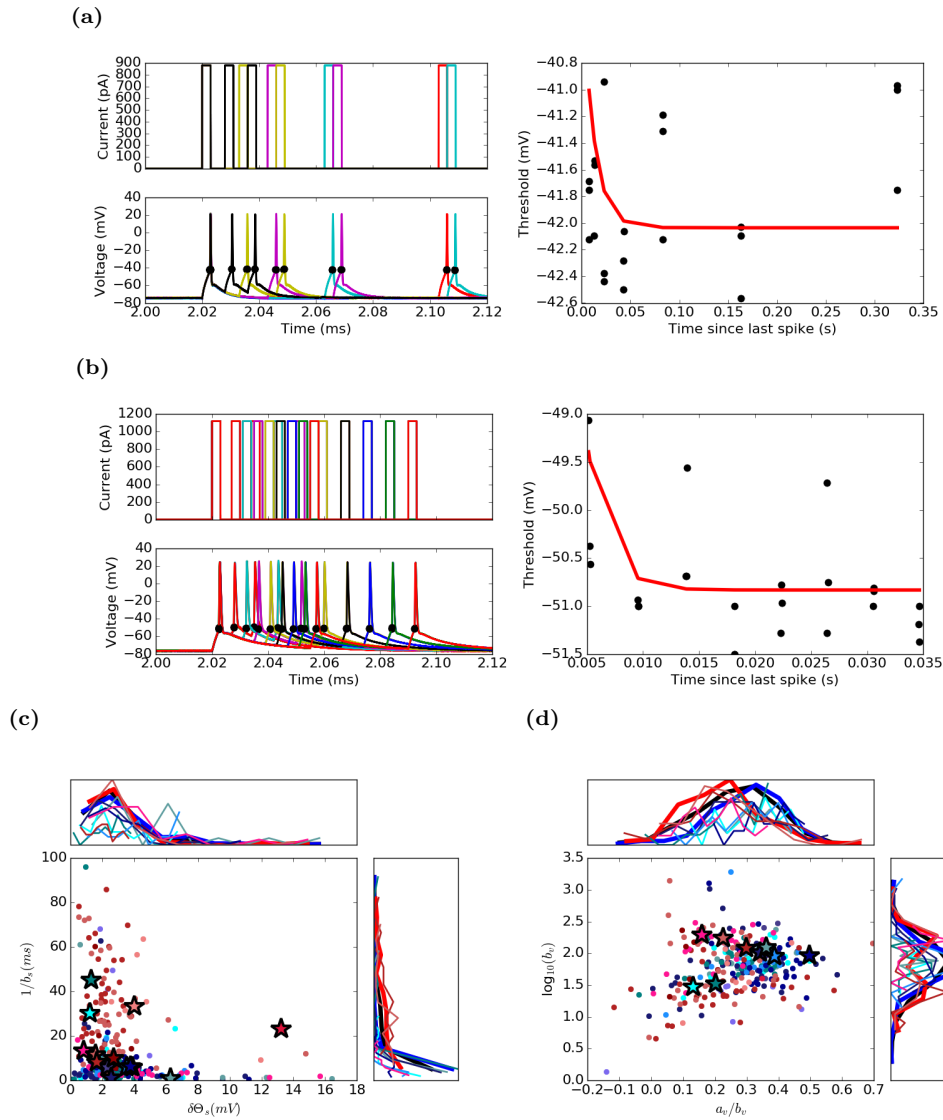 (a)
Current (pA)
900
800
700
600
500
400
300
200
100
0
Voltage (mV)
40
20
0
−20
−40
−60
−80
2.00 2.02 2.04 2.06 2.08 2.10 2.12
Time (ms)
Threshold (mV)
−40.8
−41.0
−41.2
−41.4
−41.6
−41.8
−42.0
−42.2
−42.4
−42.6
0.00 0.05 0.10 0.15 0.20 0.25 0.30 0.35
Time since last spike (s)
(b)
Current (pA)
1200
1000
800
600
400
200
0
Voltage (mV)
40
20
0
−20
−40
−60
−80
2.00 2.02 2.04 2.06 2.08 2.10 2.12
Time (ms)
Threshold (mV)
−49.0
−49.5
−50.0
−50.5
−51.0
−51.5
0.005 0.010 0.015 0.020 0.025 0.030 0.035
Time since last spike (s)
(c)
1/b_s(ms)
100
80
60
40
20
0
0 2 4 6 8 10 12 14 16 18
δΘ_s(mV)
(d)
log₁₀(b_v)
3.5
3.0
2.5
2.0
1.5
1.0
0.5
0.0
−0.2 −0.1 0.0 0.1 0.2 0.3 0.4 0.5 0.6 0.7
a_v/b_v